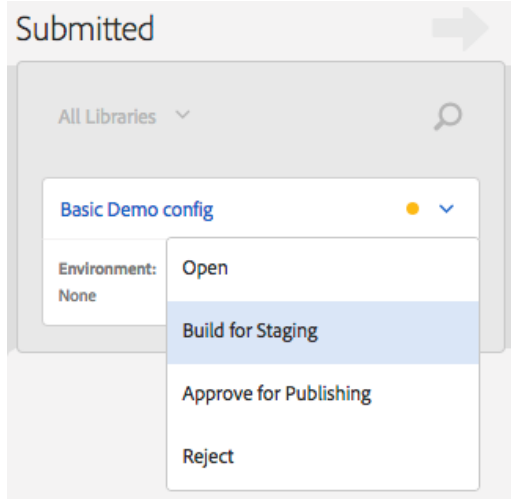 Submitted
All Libraries
Basic Demo config
Environment:
None
Open
Build for Staging
Approve for Publishing
Reject